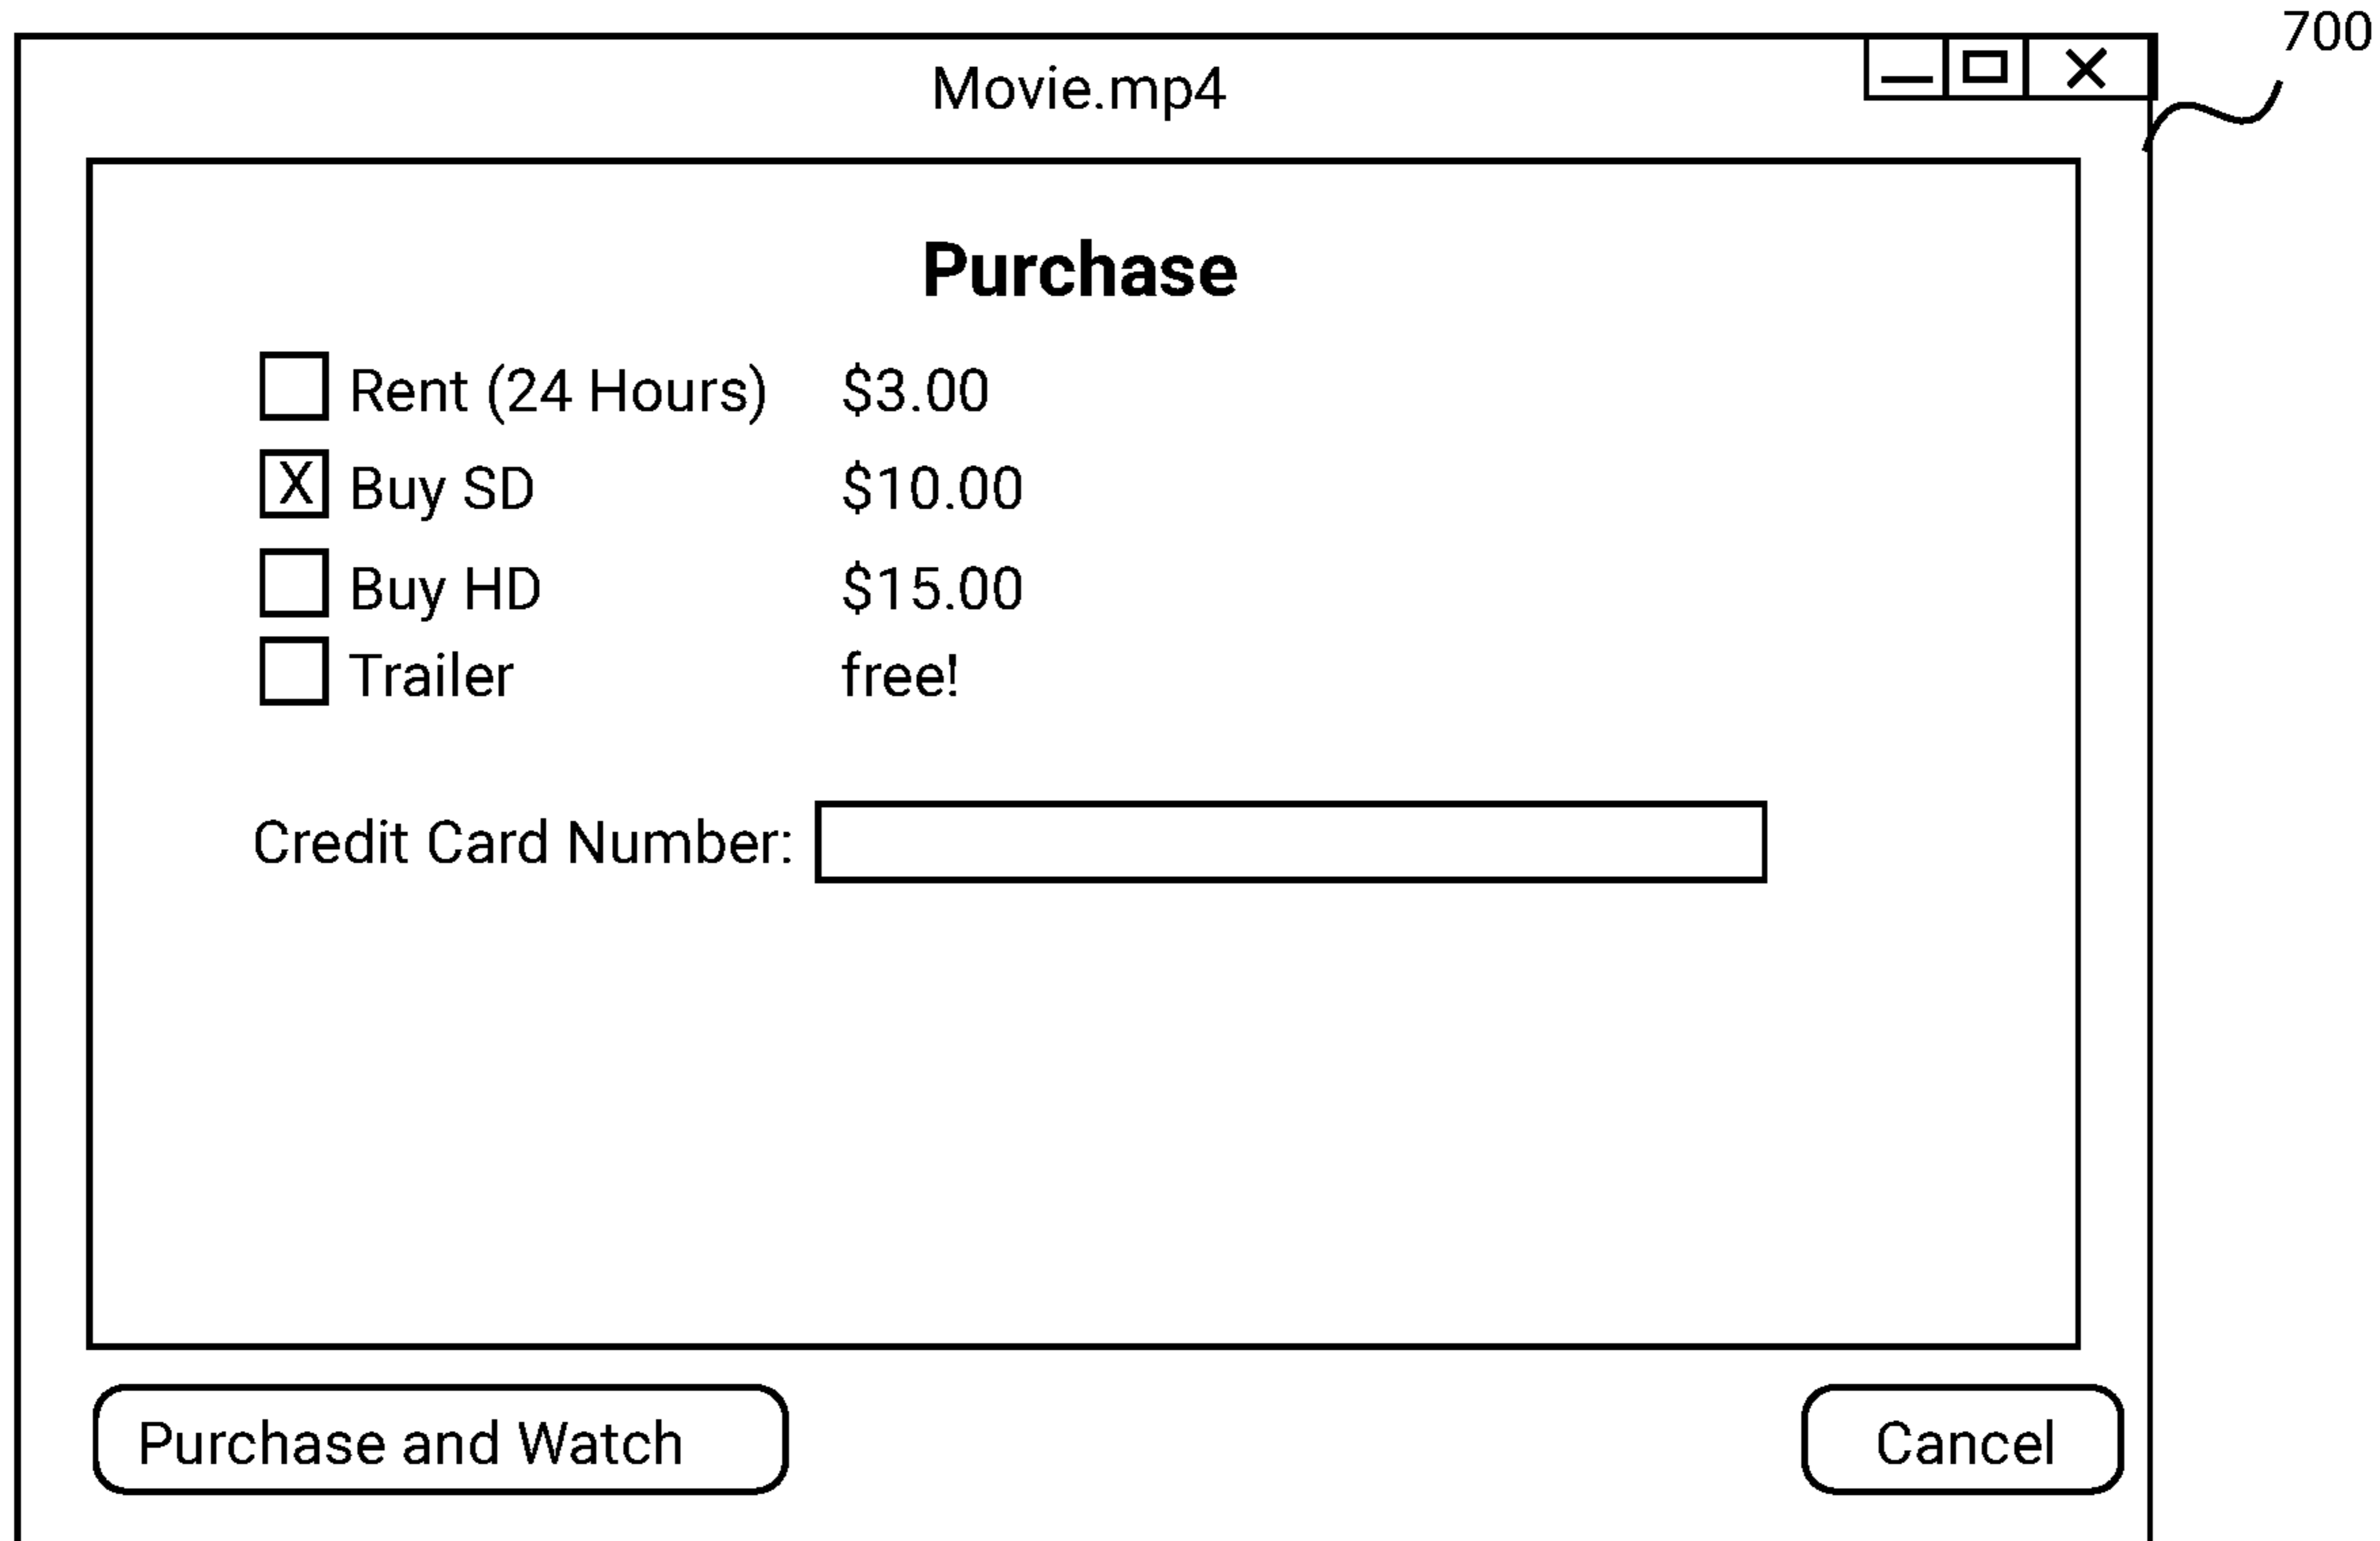 700
Movie.mp4
Purchase
Rent (24 Hours) $3.00
X Buy SD $10.00
Buy HD $15.00
Trailer free!
Credit Card Number:
Purchase and Watch Cancel